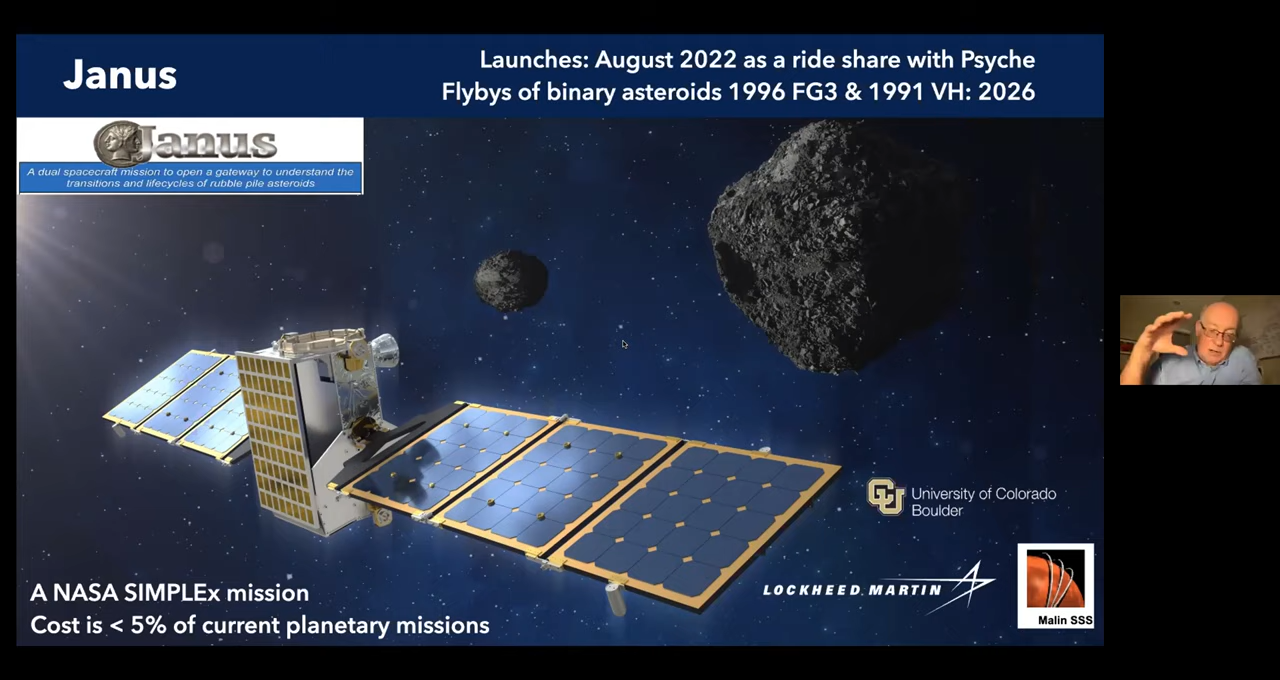 Janus
Launches: August 2022 as a ride share with Psyche
Flybys of binary asteroids 1996 FG3 & 1991 VH: 2026
Janus
A dual spacecraft mission to open a gateway to understand the
transitions and lifecycles of rubble pile asteroids
CU
University of Colorado
Boulder
LOCKHEED MARTIN
Malin SSS
A NASA SIMPLEx mission
Cost is < 5% of current planetary missions